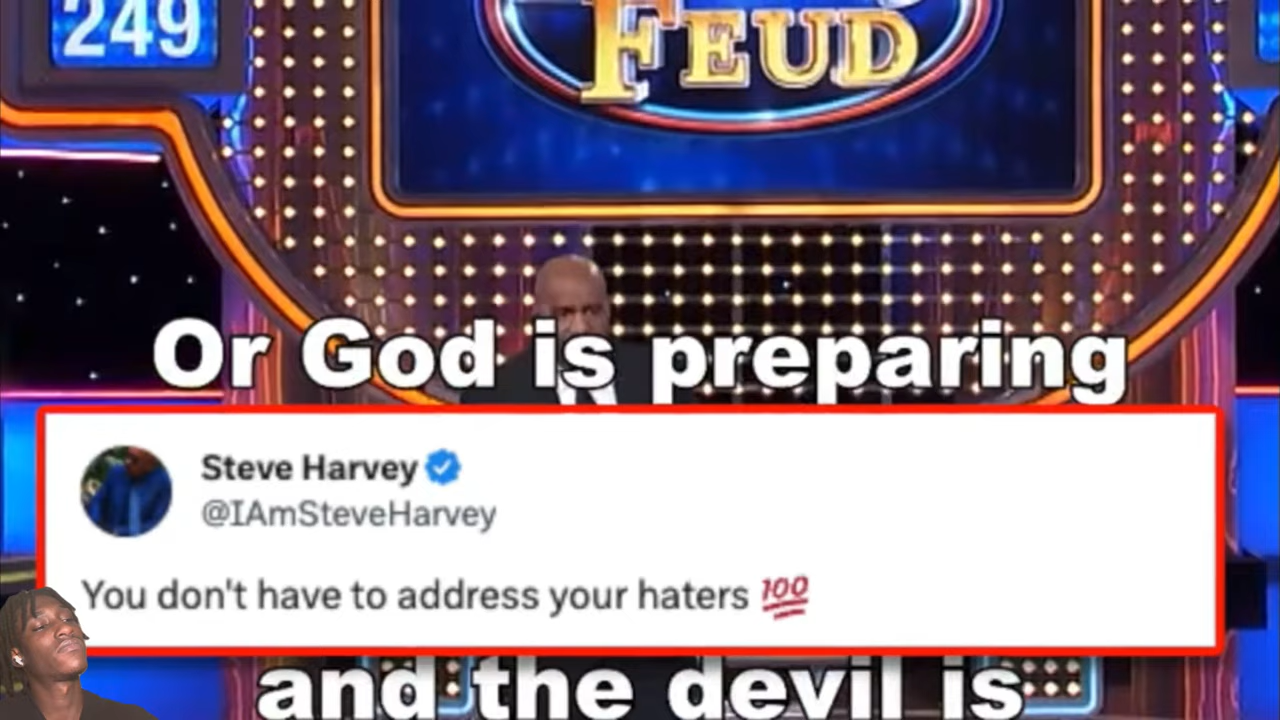 249
FEUD
Or God is preparing
Steve Harvey
@IAmSteveHarvey
You don't have to address your haters 💯
and the devil is